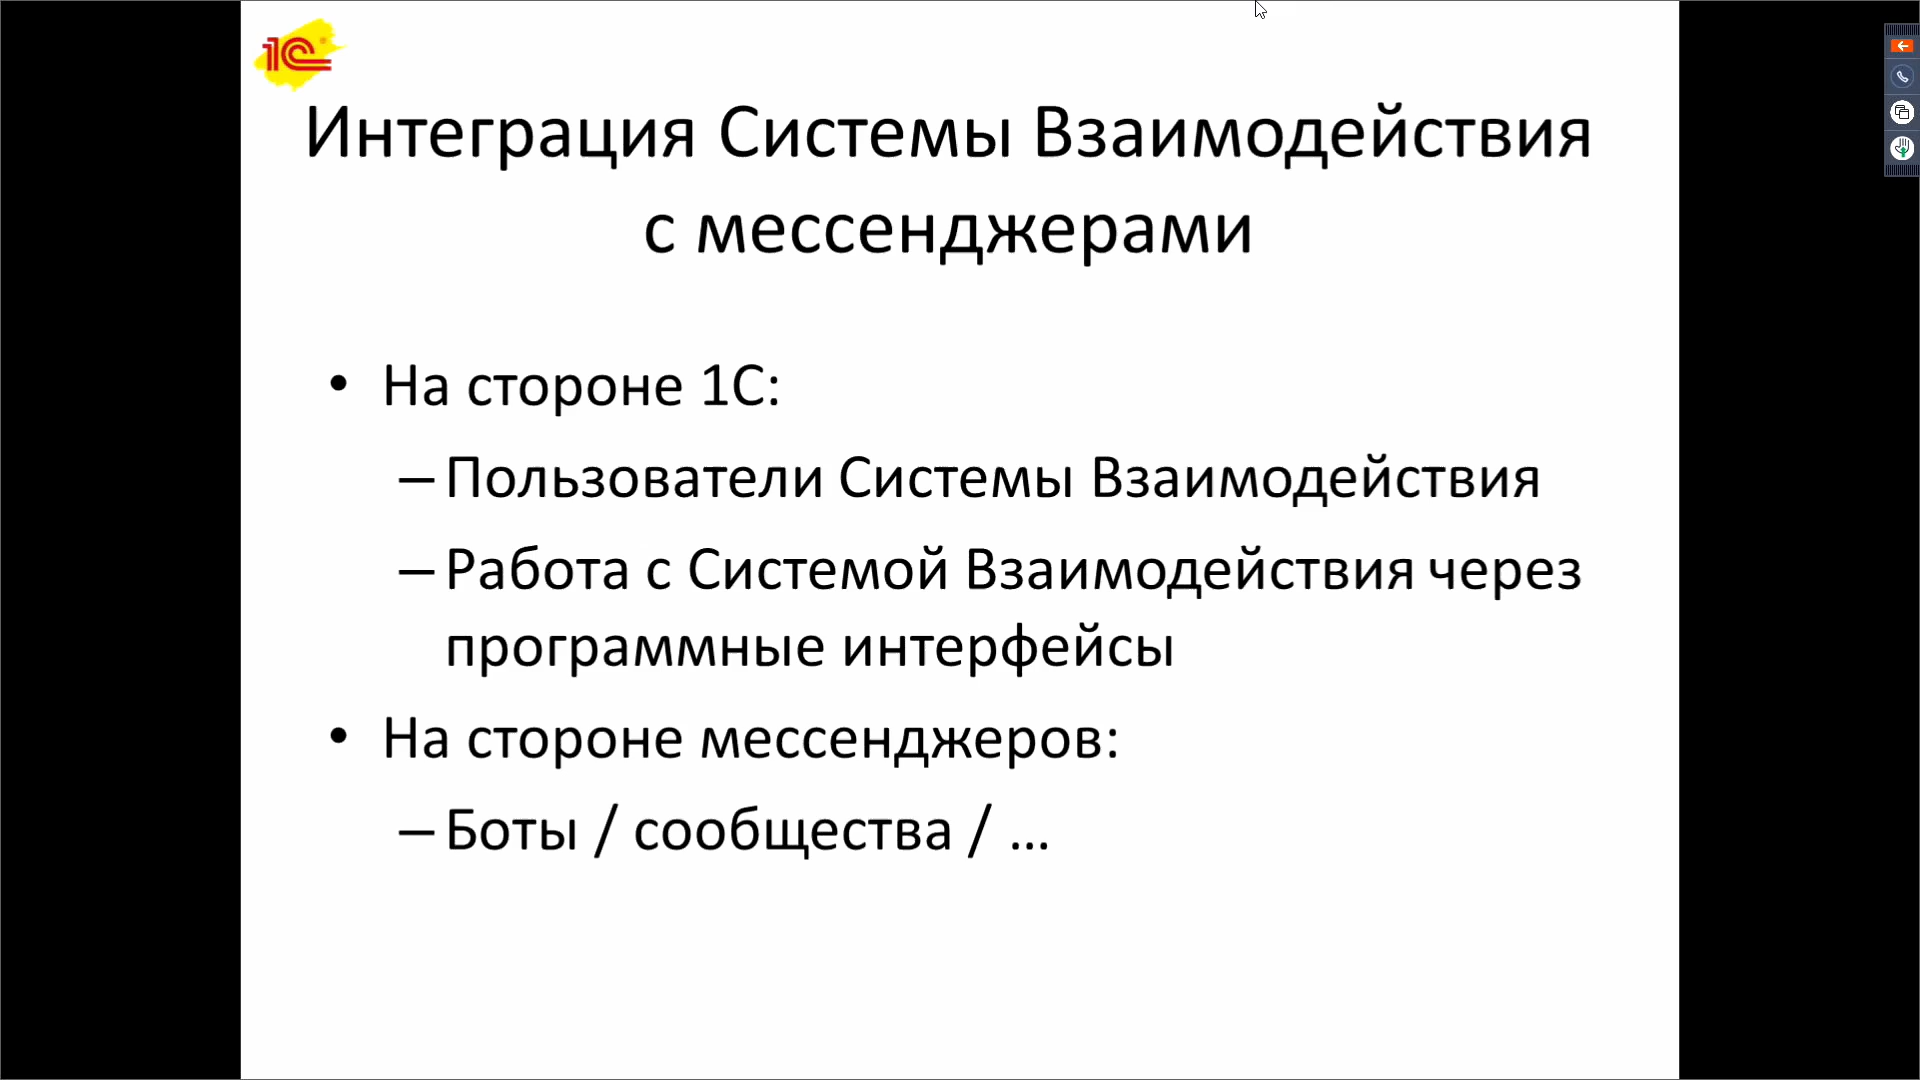 1С
Интеграция Системы Взаимодействия
с мессенджерами
• На стороне 1С:
– Пользователи Системы Взаимодействия
– Работа с Системой Взаимодействия через
программные интерфейсы
• На стороне мессенджеров:
– Боты / сообщества / ...